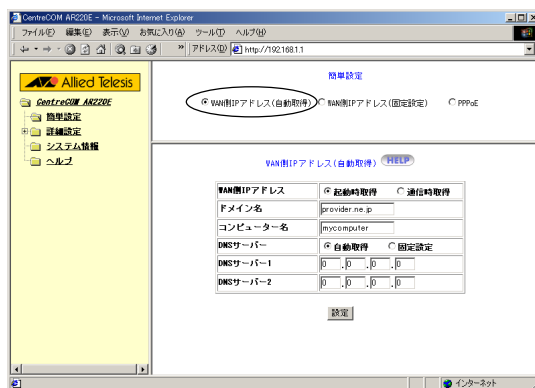 CentreCOM AR220E - Microsoft Internet Explorer
ファイル(F) 編集(E) 表示(V) お気に入り(A) ツール(T) ヘルプ(H)
» アドレス(D) http://192.168.1.1
Allied Telesis
CentreCOM AR220E
簡単設定
詳細設定
システム情報
ヘルプ
簡単設定
WAN側IPアドレス(自動取得) WAN側IPアドレス(固定設定) PPPoE
WAN側IPアドレス(自動取得) HELP
WAN側IPアドレス 起動時取得 通信時取得
ドメイン名 provider.ne.jp
コンピューター名 mycomputer
DNSサーバー 自動取得 固定設定
DNSサーバー1 0 . 0 . 0 . 0
DNSサーバー2 0 . 0 . 0 . 0
設定
インターネット